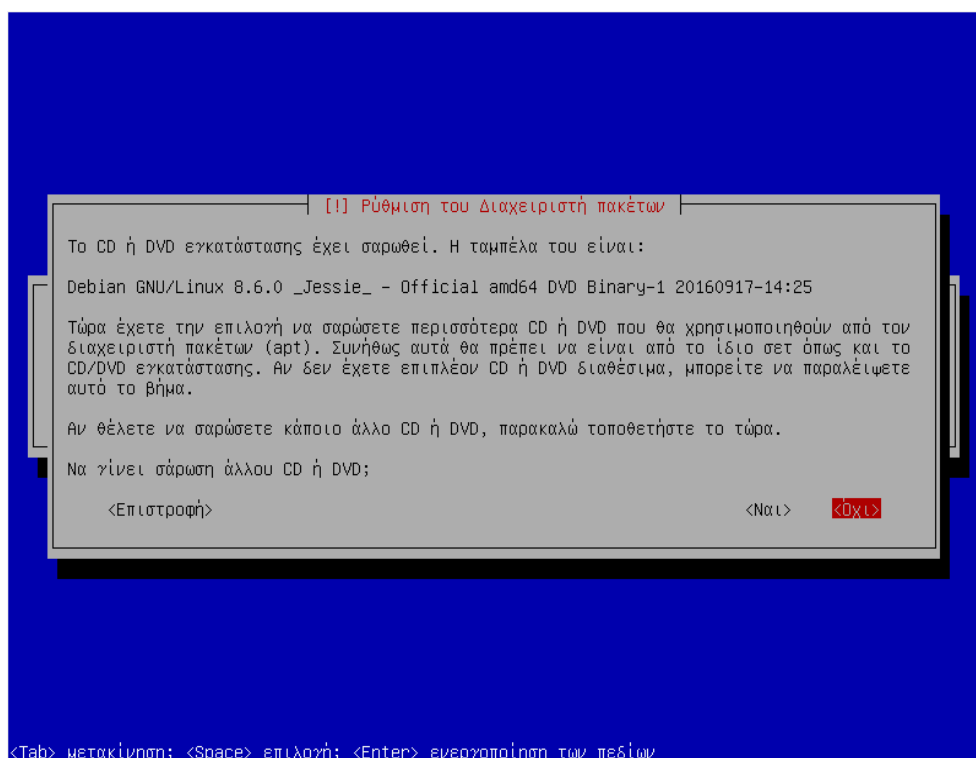 [!] Ρύθμιση του Διαχειριστή πακέτων
Το CD ή DVD εγκατάστασης έχει σαρωθεί. Η ταμπέλα του είναι:
Debian GNU/Linux 8.6.0 _Jessie_ - Official amd64 DVD Binary-1 20160917-14:25
Τώρα έχετε την επιλογή να σαρώσετε περισσότερα CD ή DVD που θα χρησιμοποιηθούν από τον
διαχειριστή πακέτων (apt). Συνήθως αυτά θα πρέπει να είναι από το ίδιο σετ όπως και το
CD/DVD εγκατάστασης. Αν δεν έχετε επιπλέον CD ή DVD διαθέσιμα, μπορείτε να παραλείψετε
αυτό το βήμα.
Αν θέλετε να σαρώσετε κάποιο άλλο CD ή DVD, παρακαλώ τοποθετήστε το τώρα.
Να γίνει σάρωση άλλου CD ή DVD;
<Επιστροφή> <Ναι> <Όχι>
<Tab> μετακίνηση; <Space> επιλογή; <Enter> ενεργοποίηση των πεδίων